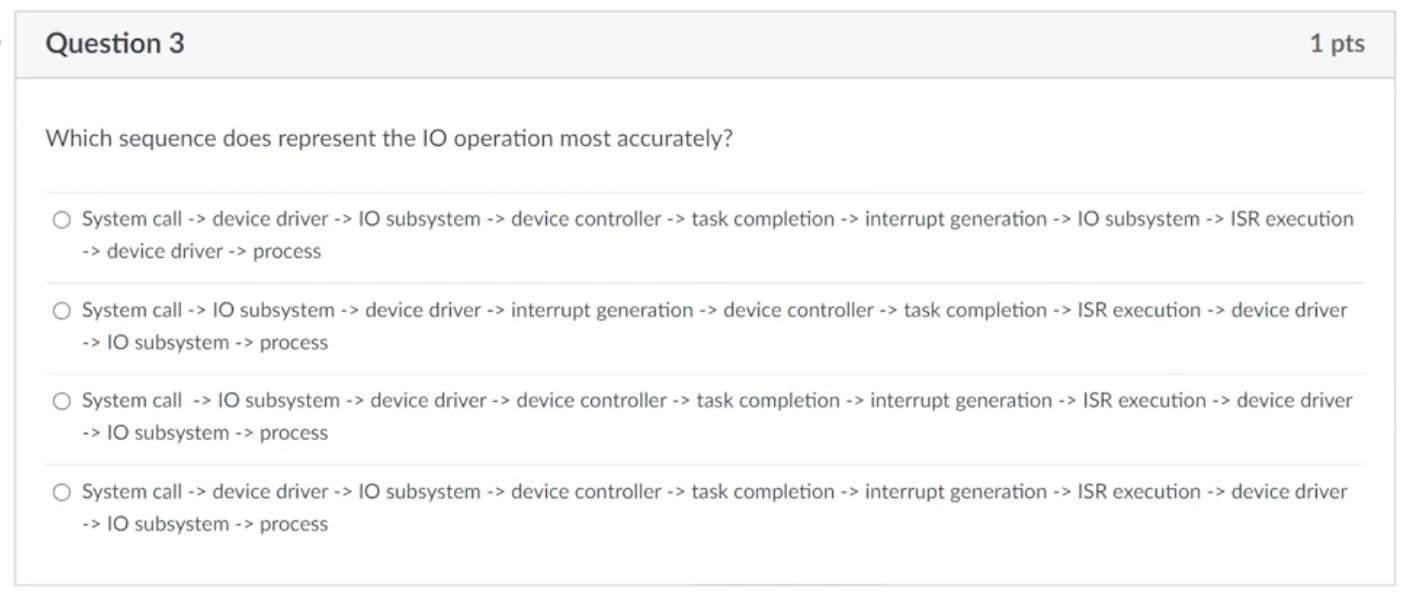 Question 3
1 pts
Which sequence does represent the IO operation most accurately?
System call -> device driver -> IO subsystem -> device controller -> task completion -> interrupt generation -> IO subsystem -> ISR execution
-> device driver -> process
System call -> IO subsystem -> device driver -> interrupt generation -> device controller -> task completion -> ISR execution -> device driver
-> IO subsystem -> process
System call -> IO subsystem -> device driver -> device controller -> task completion -> interrupt generation -> ISR execution -> device driver
-> IO subsystem -> process
System call -> device driver -> IO subsystem -> device controller -> task completion -> interrupt generation -> ISR execution -> device driver
-> IO subsystem -> process